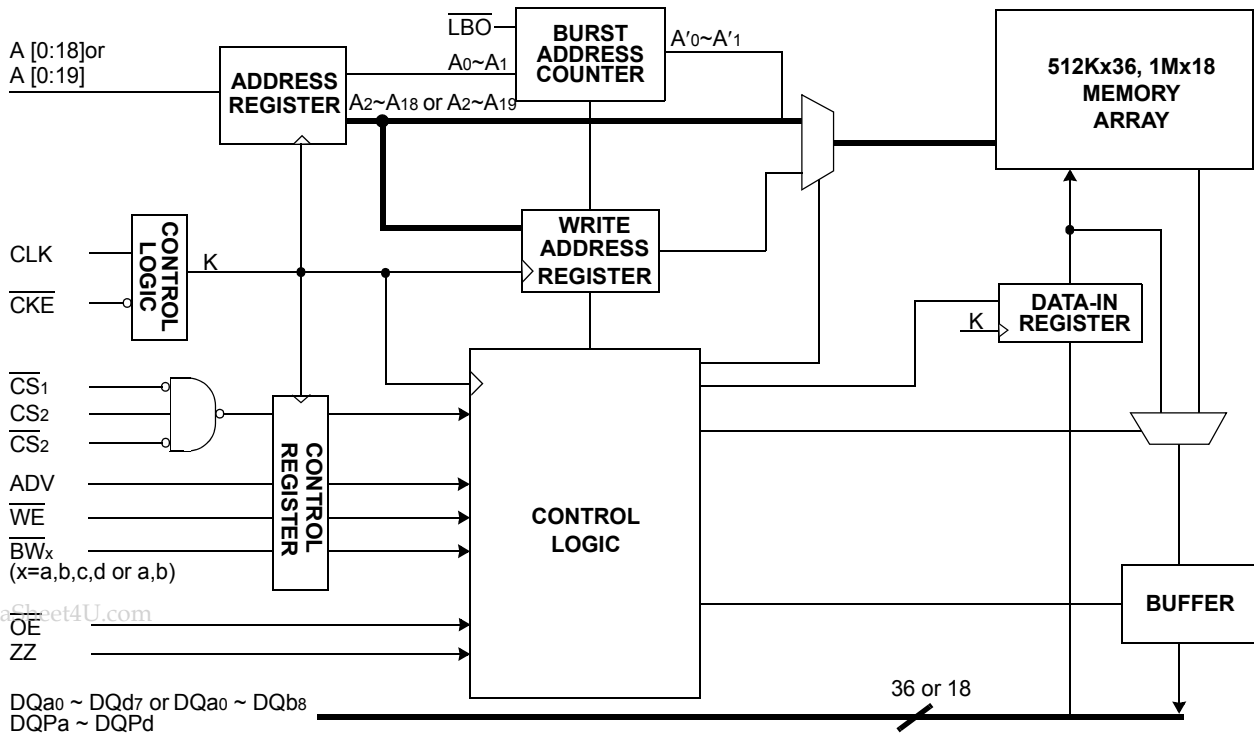 A [0:18]or
A [0:19]
ADDRESS
REGISTER
LBO
A0~A1
BURST
ADDRESS
COUNTER
A′0~A′1
A2~A18 or A2~A19
512Kx36, 1Mx18
MEMORY
ARRAY
CLK
CKE
CONTROL
LOGIC
K
WRITE
ADDRESS
REGISTER
K
DATA-IN
REGISTER
CS1
CS2
CS2
ADV
WE
BWx
(x=a,b,c,d or a,b)
CONTROL
REGISTER
CONTROL
LOGIC
BUFFER
aSheet4U.com
OE
ZZ
DQa0 ~ DQd7 or DQa0 ~ DQb8
DQPa ~ DQPd
36 or 18